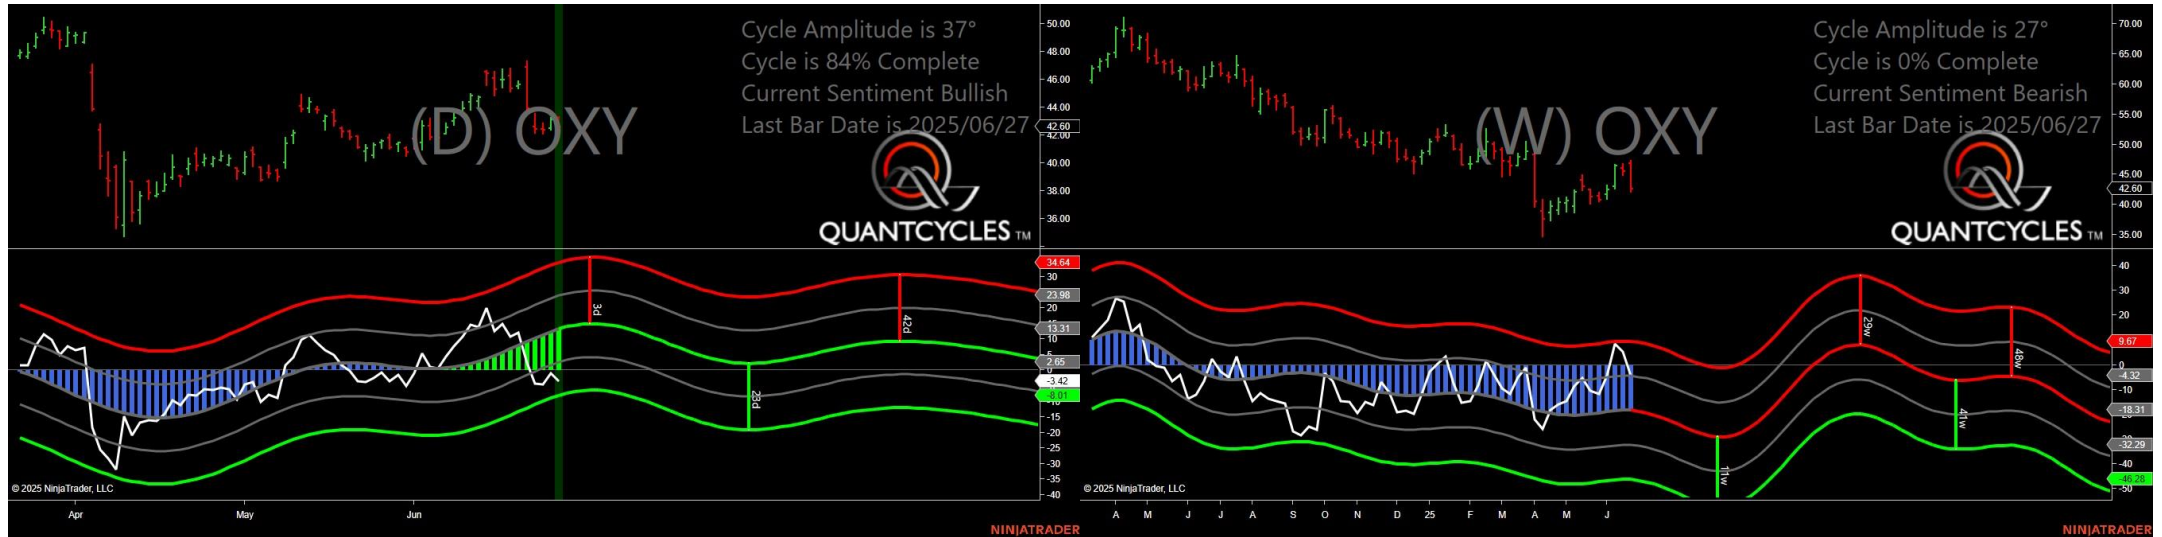 Cycle Amplitude is 37°
Cycle is 84% Complete
Current Sentiment Bullish
Last Bar Date is 2025/06/27
(D) OXY
QUANTCYCLES TM
50.00
48.00
46.00
44.00
42.60
42.00
40.00
38.00
36.00
34.64
30
23.98
20
13.31
10
5
2.65
0
-3.42
-8.01
-10
-15
-20
-25
-30
-35
-40
3d
23d
42d
© 2025 NinjaTrader, LLC
Apr May Jun
NINJATRADER
Cycle Amplitude is 27°
Cycle is 0% Complete
Current Sentiment Bearish
Last Bar Date is 2025/06/27
(W) OXY
QUANTCYCLES TM
70.00
65.00
60.00
55.00
50.00
45.00
42.60
40.00
35.00
40
30
20
9.67
0
-4.32
-10
-18.31
-32.29
-40
-46.28
-50
11w
29w
41w
48w
© 2025 NinjaTrader, LLC
A M J J A S O N D 25 F M A M J
NINJATRADER